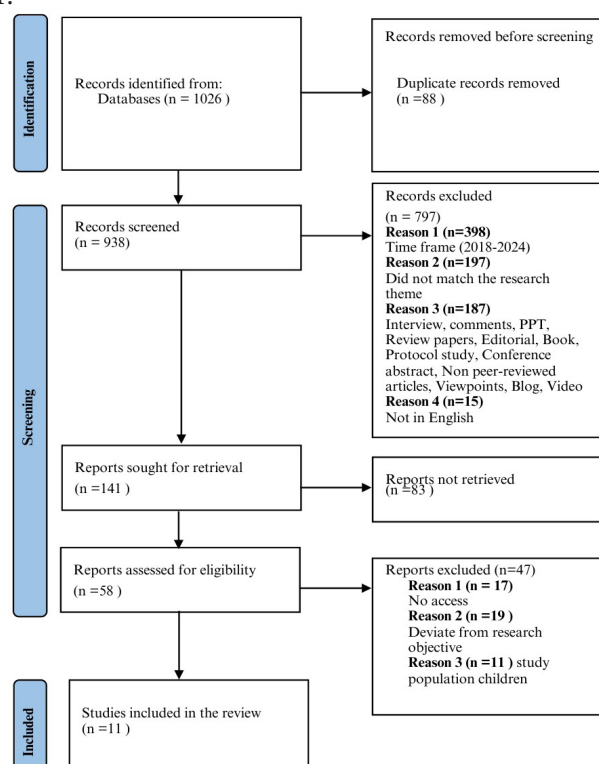 Identification
Records identified from:
Databases (n = 1026 )
Records removed before screening
Duplicate records removed
(n =88 )
Screening
Records screened
(n = 938)
Records excluded
(n = 797)
Reason 1 (n=398)
Time frame (2018-2024)
Reason 2 (n=197)
Did not match the research
theme
Reason 3 (n=187)
Interview, comments, PPT,
Review papers, Editorial, Book,
Protocol study, Conference
abstract, Non peer-reviewed
articles, Viewpoints, Blog, Video
Reason 4 (n=15)
Not in English
Reports sought for retrieval
(n =141 )
Reports not retrieved
(n =83 )
Reports assessed for eligibility
(n =58 )
Reports excluded (n=47)
Reason 1 (n = 17)
No access
Reason 2 (n =19 )
Deviate from research
objective
Reason 3 (n =11 ) study
population children
Included
Studies included in the review
(n =11 )